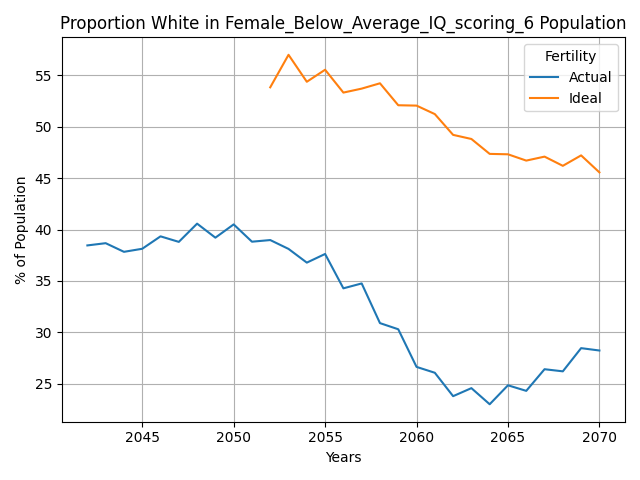 Proportion White in Female_Below_Average_IQ_scoring_6 Population
Fertility
Actual
Ideal
% of Population
55
50
45
40
35
30
25
2045
2050
2055
2060
2065
2070
Years